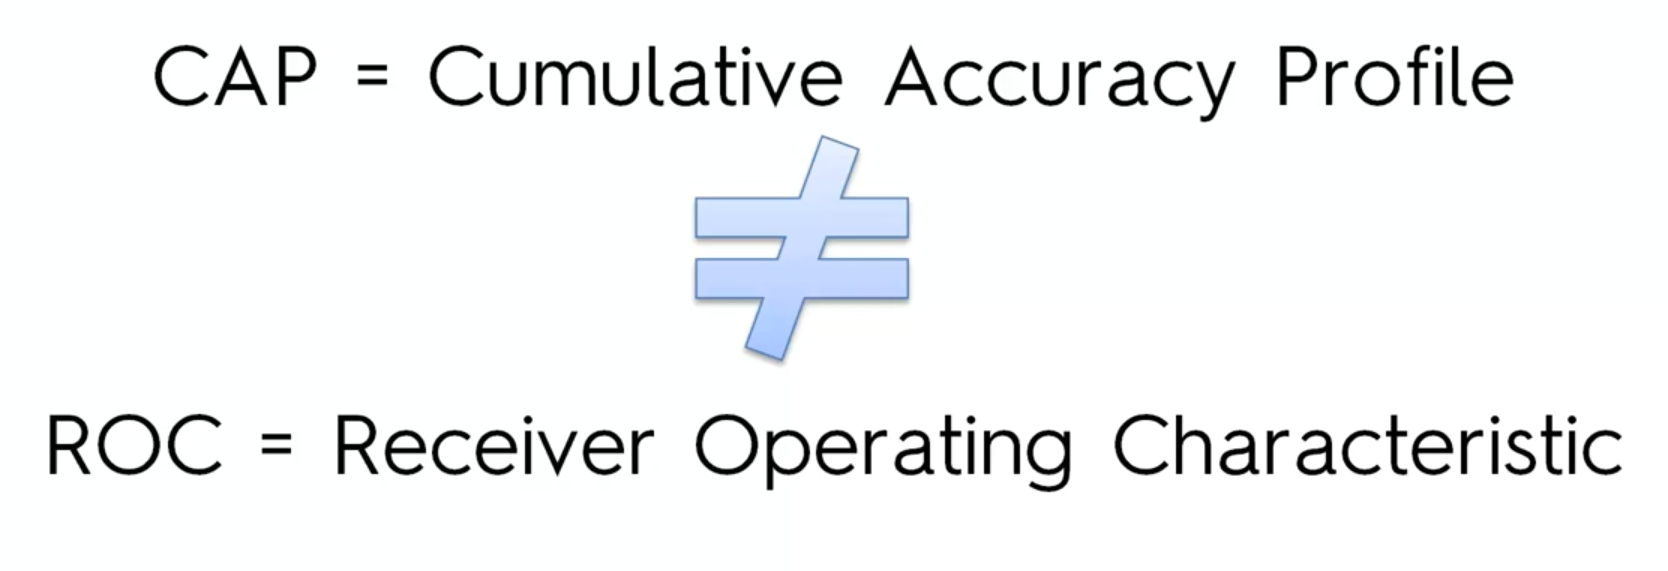 CAP = Cumulative Accuracy Profile
≠
ROC = Receiver Operating Characteristic